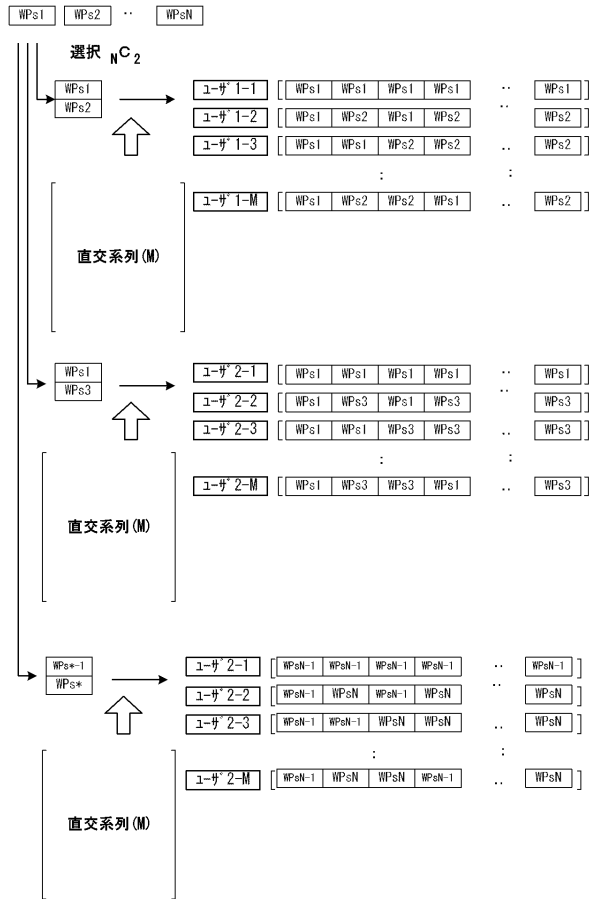 WPs1 WPs2 ‥ WPsN
選択 NC2
WPs1
WPs2
ユーザ1-1 [ WPs1 WPs1 WPs1 WPs1 ‥ WPs1 ]
ユーザ1-2 [ WPs1 WPs2 WPs1 WPs2 ‥ WPs2 ]
ユーザ1-3 [ WPs1 WPs1 WPs2 WPs2 ‥ WPs2 ]
: :
ユーザ1-M [ WPs1 WPs2 WPs2 WPs1 ‥ WPs2 ]
直交系列(M)
WPs1
WPs3
ユーザ2-1 [ WPs1 WPs1 WPs1 WPs1 ‥ WPs1 ]
ユーザ2-2 [ WPs1 WPs3 WPs1 WPs3 ‥ WPs3 ]
ユーザ2-3 [ WPs1 WPs1 WPs3 WPs3 ‥ WPs3 ]
: :
ユーザ2-M [ WPs1 WPs3 WPs3 WPs1 ‥ WPs3 ]
直交系列(M)
WPs*-1
WPs*
ユーザ2-1 [ WPsN-1 WPsN-1 WPsN-1 WPsN-1 ‥ WPsN-1 ]
ユーザ2-2 [ WPsN-1 WPsN WPsN-1 WPsN ‥ WPsN ]
ユーザ2-3 [ WPsN-1 WPsN-1 WPsN WPsN ‥ WPsN ]
: :
ユーザ2-M [ WPsN-1 WPsN WPsN WPsN-1 ‥ WPsN ]
直交系列(M)